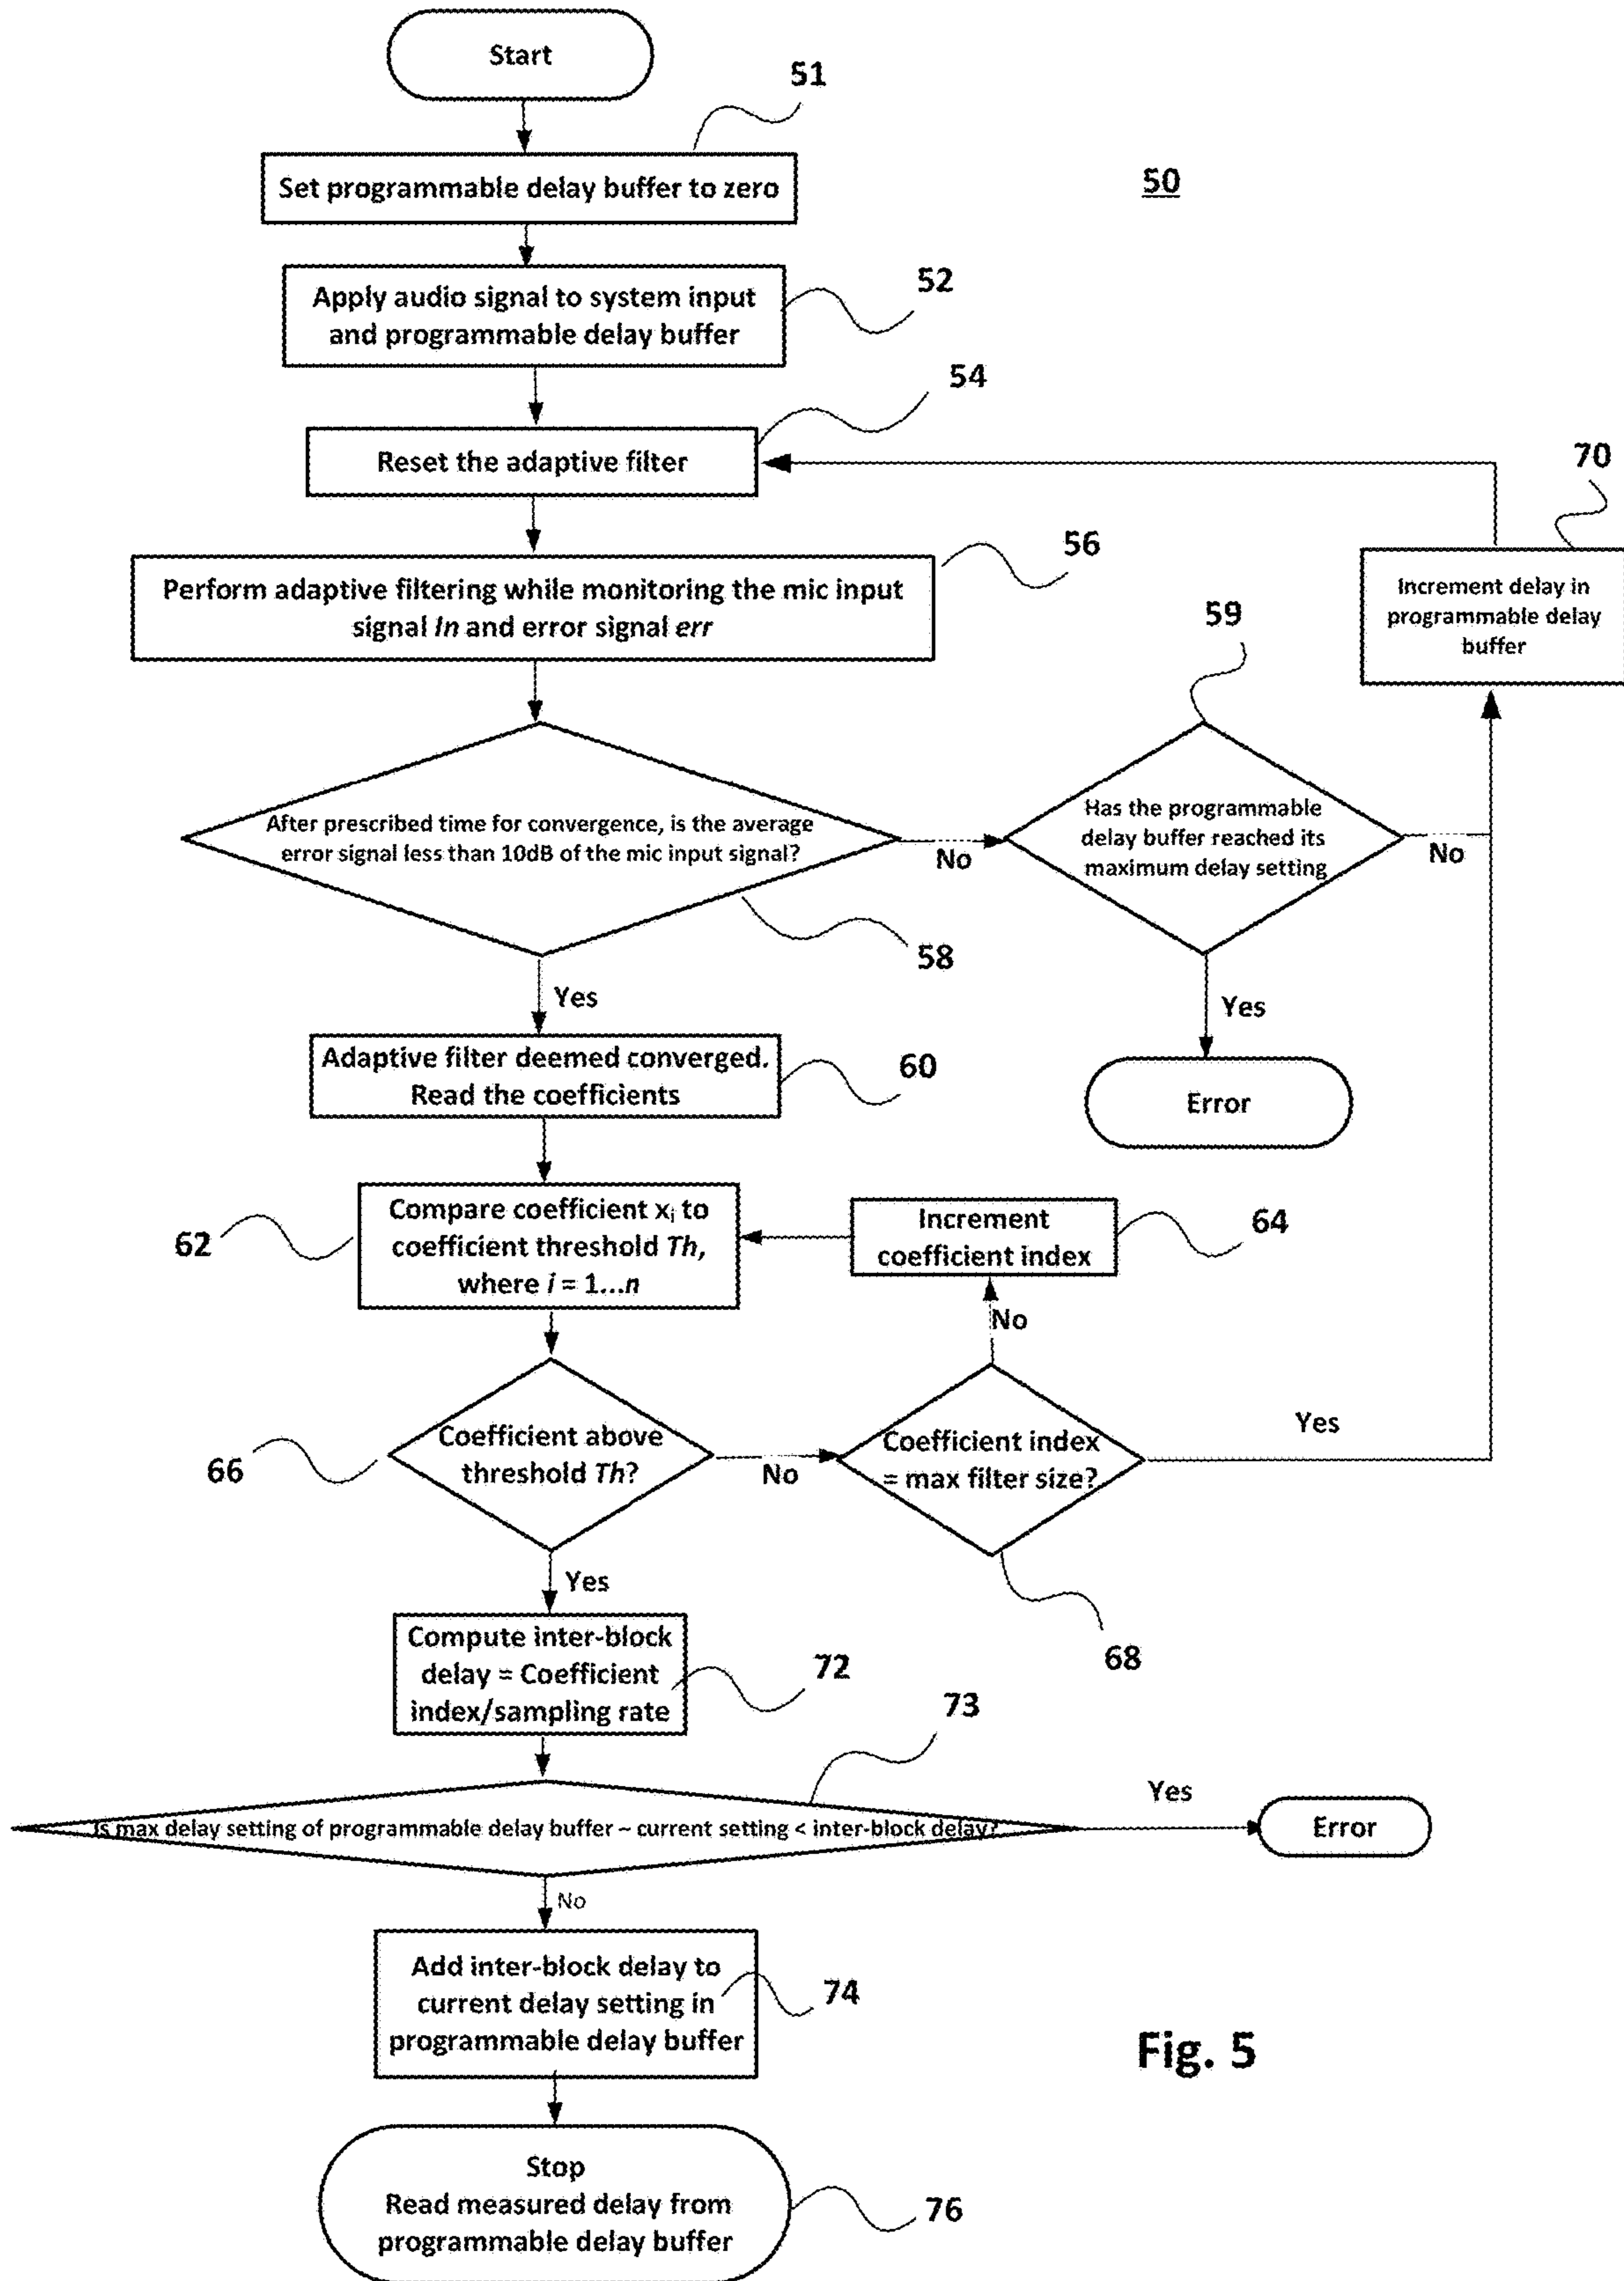 Start
51
Set programmable delay buffer to zero
50
Apply audio signal to system input
and programmable delay buffer
52
54
Reset the adaptive filter
70
56
Perform adaptive filtering while monitoring the mic input
signal In and error signal err
Increment delay in
programmable delay
buffer
59
After prescribed time for convergence, is the average
error signal less than 10dB of the mic input signal?
No
Has the programmable
delay buffer reached its
maximum delay setting
No
58
Yes
Yes
Adaptive filter deemed converged.
Read the coefficients
60
Error
62
Compare coefficient xi to
coefficient threshold Th,
where i = 1...n
Increment
coefficient index
64
No
66
Coefficient above
threshold Th?
No
Coefficient index
= max filter size?
Yes
68
Yes
Compute inter-block
delay = Coefficient
index/sampling rate
72
73
Is max delay setting of programmable delay buffer – current setting < inter-block delay?
Yes
Error
No
Add inter-block delay to
current delay setting in
programmable delay buffer
74
Fig. 5
Stop
Read measured delay from
programmable delay buffer
76